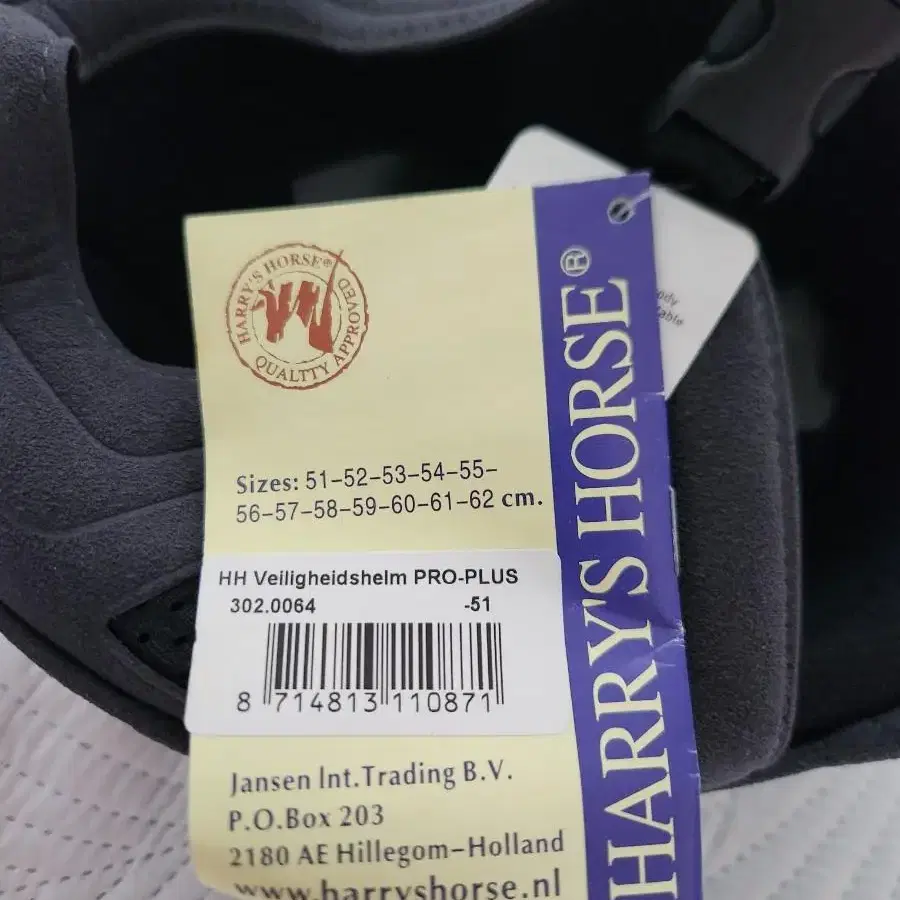 HARRY'S HORSE®
QUALTTY APPROVED
Sizes: 51-52-53-54-55-
56-57-58-59-60-61-62 cm.
HH Veiligheidshelm PRO-PLUS
302.0064 -51
8 714813 110871
Jansen Int.Trading B.V.
P.O.Box 203
2180 AE Hillegom-Holland
www.harryshorse.nl
HARRY'S HORSE®